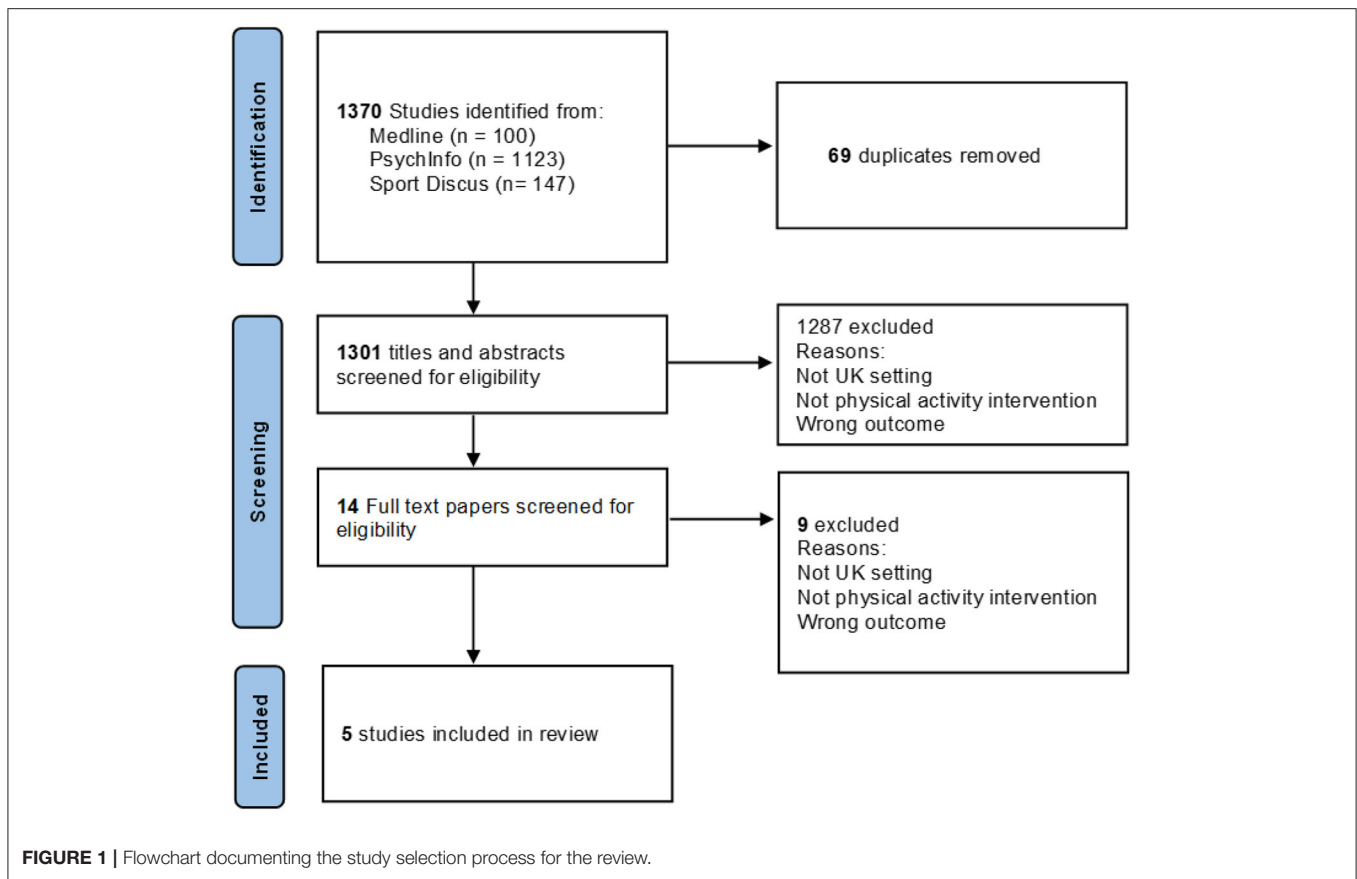 Identification
1370 Studies identified from:
Medline (n = 100)
PsychInfo (n = 1123)
Sport Discus (n= 147)
69 duplicates removed
Screening
1301 titles and abstracts
screened for eligibility
1287 excluded
Reasons:
Not UK setting
Not physical activity intervention
Wrong outcome
14 Full text papers screened for
eligibility
9 excluded
Reasons:
Not UK setting
Not physical activity intervention
Wrong outcome
Included
5 studies included in review
FIGURE 1 | Flowchart documenting the study selection process for the review.